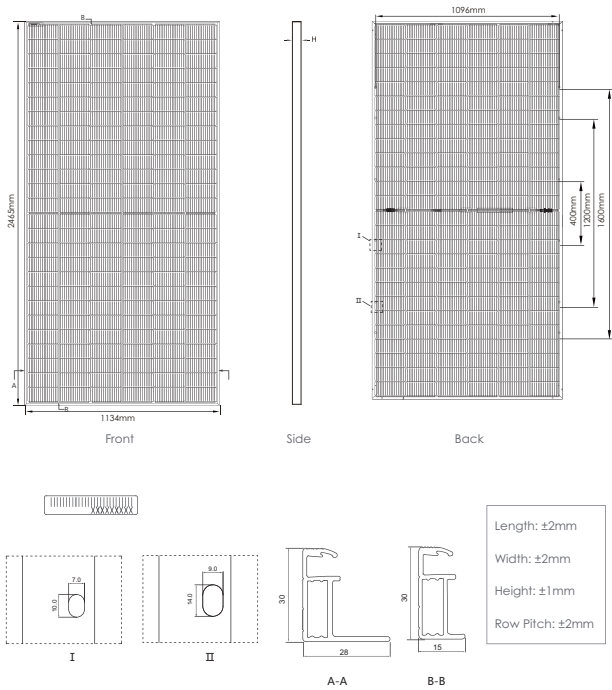 B
1096mm
H
2465mm
400mm
1200mm
1600mm
I
II
A
B
1134mm
Front
Side
Back
Length: ±2mm
Width: ±2mm
Height: ±1mm
Row Pitch: ±2mm
7.0
10.0
I
9.0
14.0
II
30
28
A-A
30
15
B-B